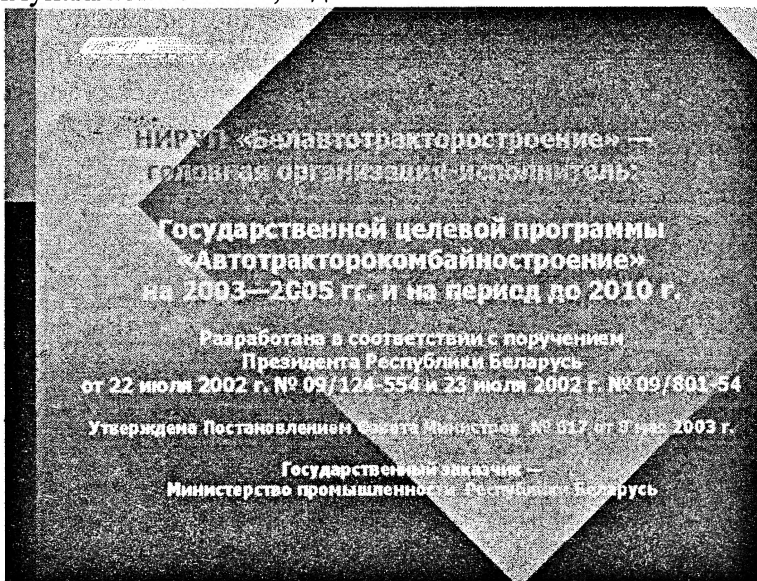 НИРУП «Белавтотракторостроение» —
головная организация-исполнитель:
Государственной целевой программы
«Автотракторокомбайностроение»
на 2003—2005 гг. и на период до 2010 г.
Разработана в соответствии с поручением
Президента Республики Беларусь
от 22 июля 2002 г. № 09/124-554 и 23 июля 2002 г. № 09/801-54
Утверждена Постановлением Совета Министров № 617 от 9 мая 2003 г.
Государственный заказчик —
Министерство промышленности Республики Беларусь